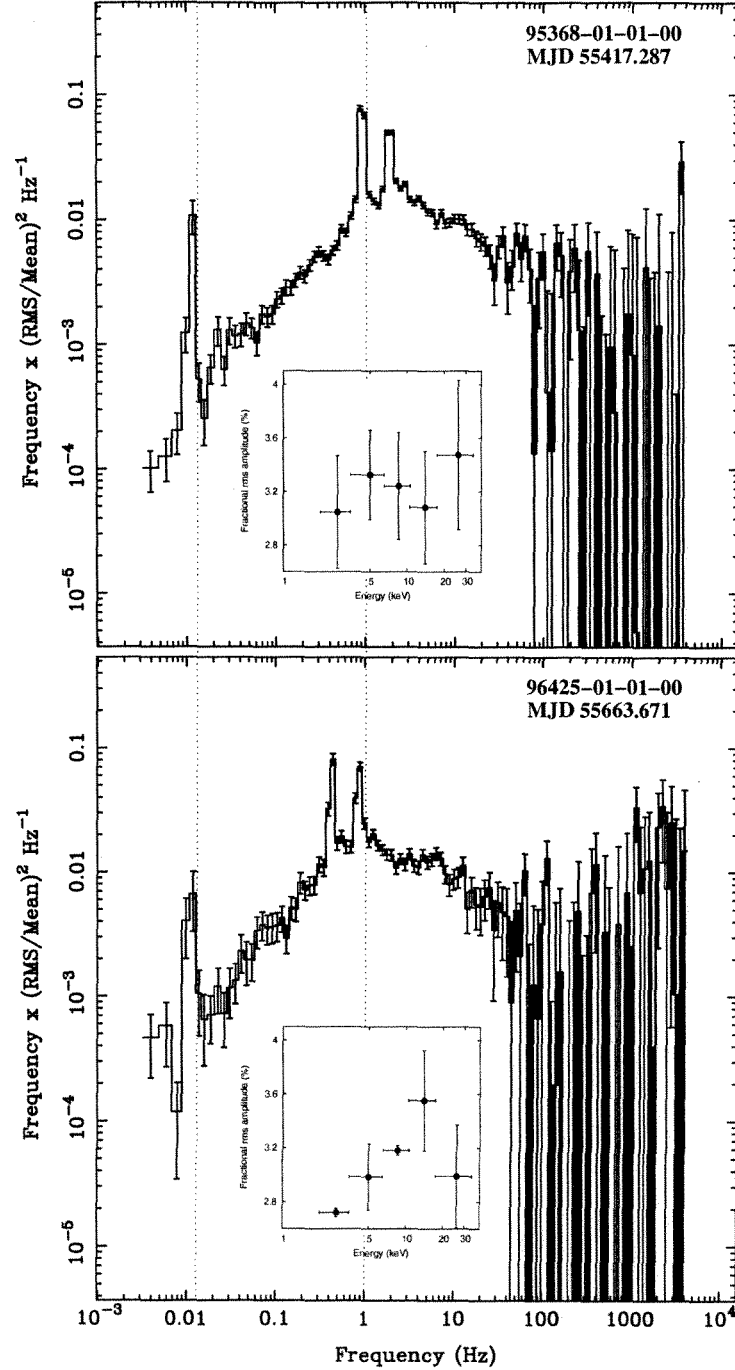 95368–01–01–00
MJD 55417.287
0.1
0.01
10⁻³
10⁻⁴
10⁻⁵
Frequency x (RMS/Mean)² Hz⁻¹
4
3.6
3.2
2.8
Fractional rms amplitude (%)
1 5 10 20 30
Energy (keV)
96425–01–01–00
MJD 55663.671
0.1
0.01
10⁻³
10⁻⁴
10⁻⁵
Frequency x (RMS/Mean)² Hz⁻¹
4
3.6
3.2
2.8
Fractional rms amplitude (%)
1 5 10 20 30
Energy (keV)
10⁻³ 0.01 0.1 1 10 100 1000 10⁴
Frequency (Hz)